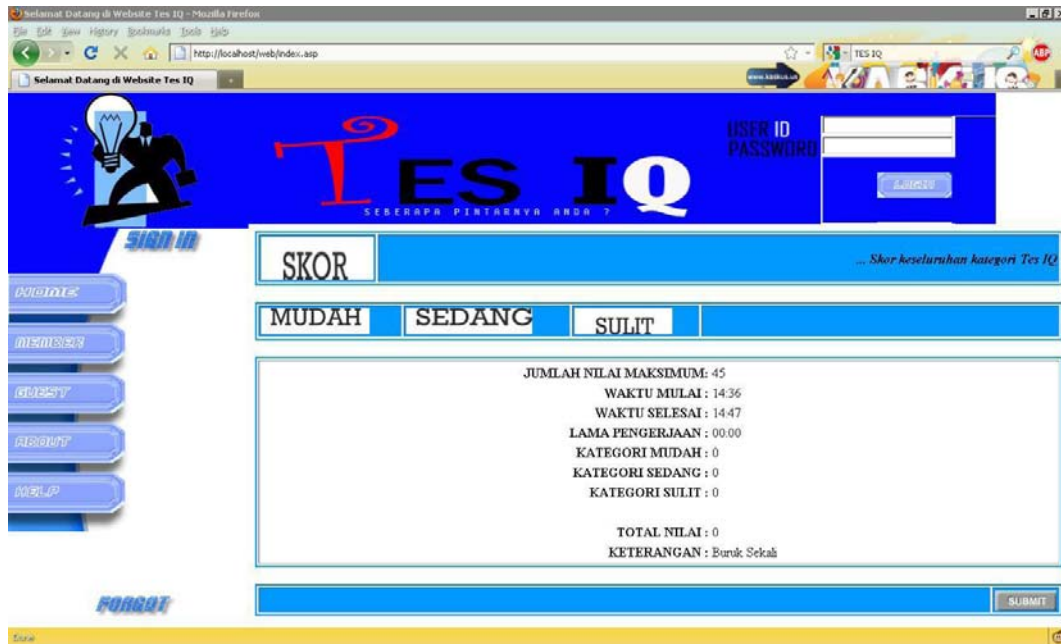 Selamat Datang di Website Tes IQ - Mozilla Firefox
File Edit View History Bookmarks Tools Help
http://localhost/web/index.asp
TES IQ
ABP
Selamat Datang di Website Tes IQ
USER ID
PASSWORD
LOGIN
TES IQ
SEBERAPA PINTARNYA ANDA ?
SIGN IN
SKOR
... Skor keseluruhan kategori Tes IQ
HOME
MEMBER
GUEST
ABOUT
HELP
FORGOT
MUDAH SEDANG SULIT
JUMLAH NILAI MAKSIMUM: 45
WAKTU MULAI : 14:36
WAKTU SELESAI : 14:47
LAMA PENGERJAAN : 00:00
KATEGORI MUDAH : 0
KATEGORI SEDANG : 0
KATEGORI SULIT : 0
TOTAL NILAI : 0
KETERANGAN : Buruk Sekali
SUBMIT
Done